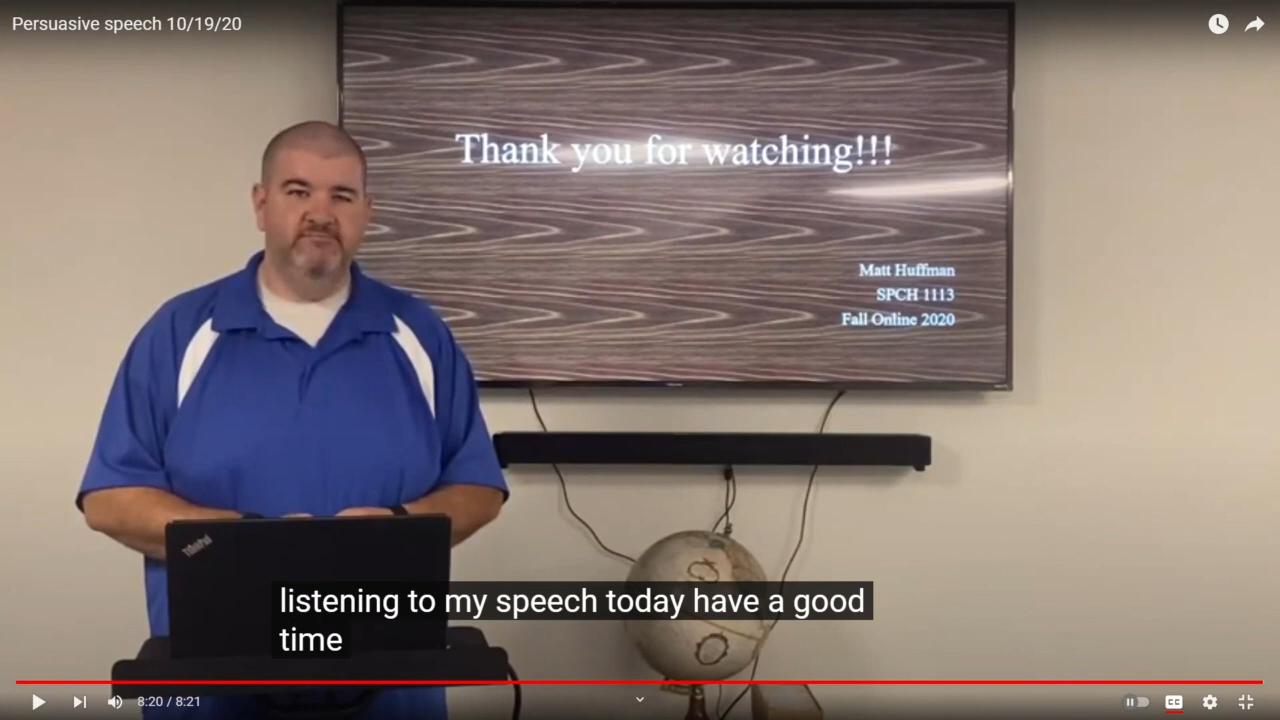 Persuasive speech 10/19/20
Thank you for watching!!!
Matt Huffman
SPCH 1113
Fall Online 2020
ThinkPad
listening to my speech today have a good
time
8:20 / 8:21
CC